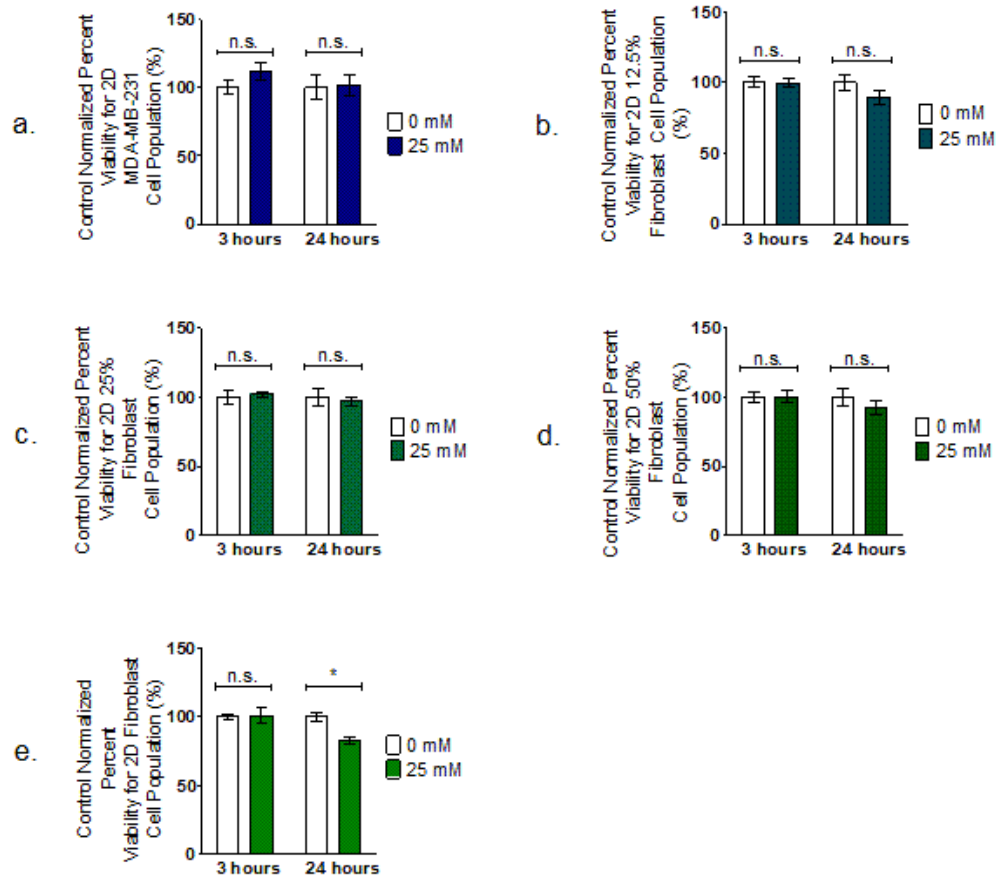 a.
Control Normalized Percent
Viability for 2D
MDA-MB-231
Cell Population (%)
150
100
50
0
n.s.
n.s.
3 hours
24 hours
0 mM
25 mM
b.
Control Normalized Percent
Viability for 2D 12.5%
Fibroblast Cell Population
(%)
150
100
50
0
n.s.
n.s.
3 hours
24 hours
0 mM
25 mM
c.
Control Normalized Percent
Viability for 2D 25%
Fibroblast
Cell Population (%)
150
100
50
0
n.s.
n.s.
3 hours
24 hours
0 mM
25 mM
d.
Control Normalized Percent
Viability for 2D 50%
Fibroblast
Cell Population (%)
150
100
50
0
n.s.
n.s.
3 hours
24 hours
0 mM
25 mM
e.
Control Normalized
Percent
Viability for 2D Fibroblast
Cell Population (%)
150
100
50
0
n.s.
*
3 hours
24 hours
0 mM
25 mM